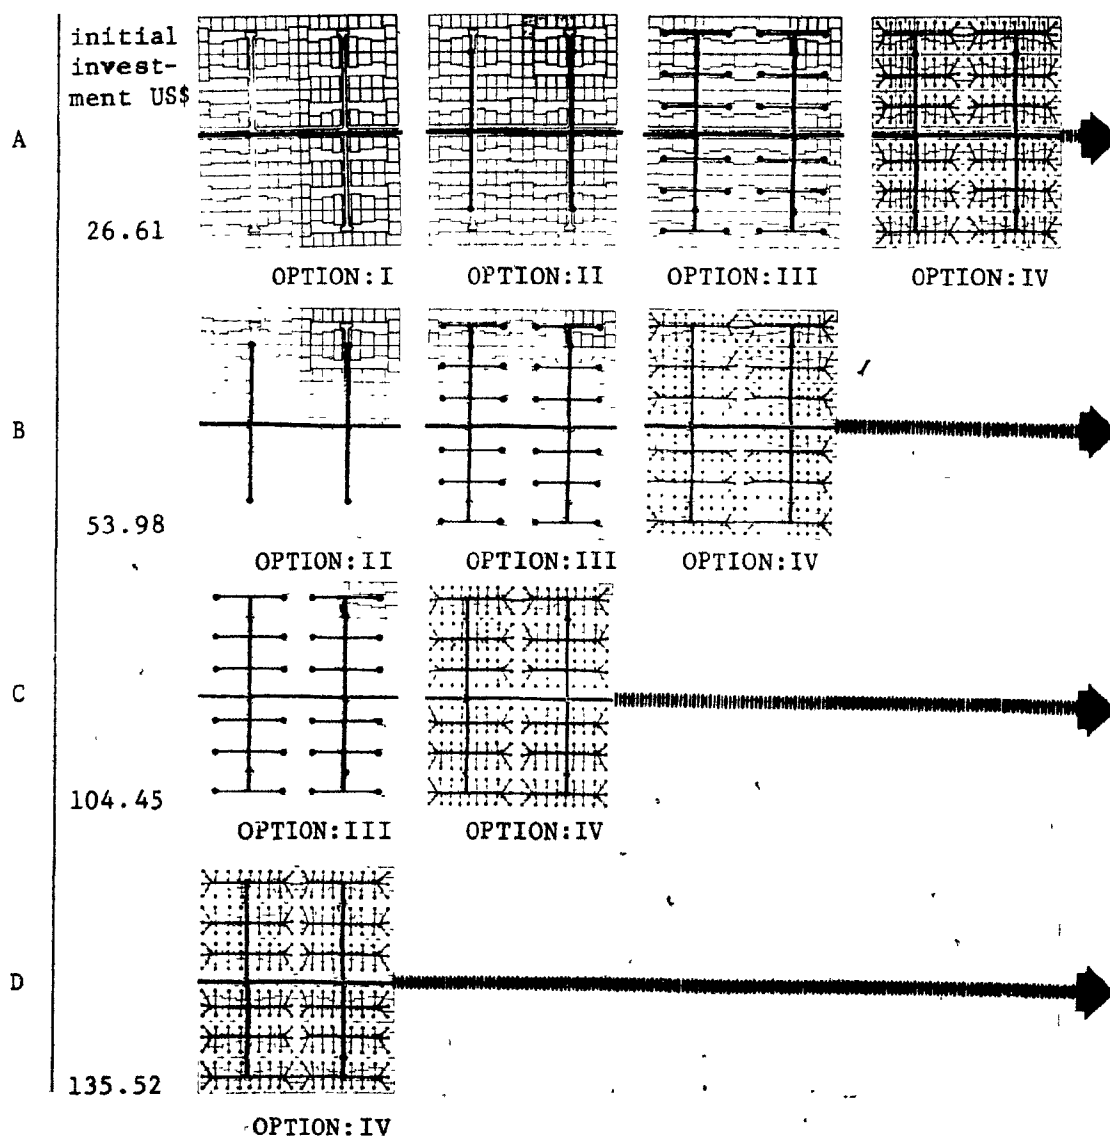 initial
invest-
ment US$
A
26.61
OPTION:I OPTION:II OPTION:III OPTION:IV
B
53.98
OPTION:II OPTION:III OPTION:IV
C
104.45
OPTION:III OPTION:IV
D
135.52
OPTION:IV